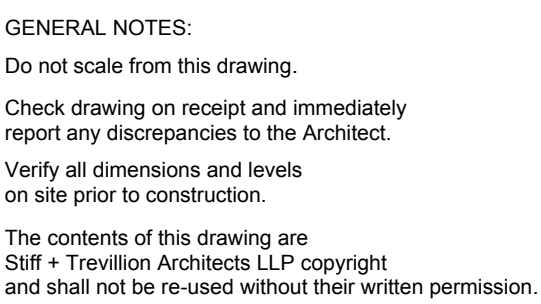 GENERAL NOTES:
Do not scale from this drawing.
Check drawing on receipt and immediately
report any discrepancies to the Architect.
Verify all dimensions and levels
on site prior to construction.
The contents of this drawing are
Stiff + Trevillion Architects LLP copyright
and shall not be re-used without their written permission.